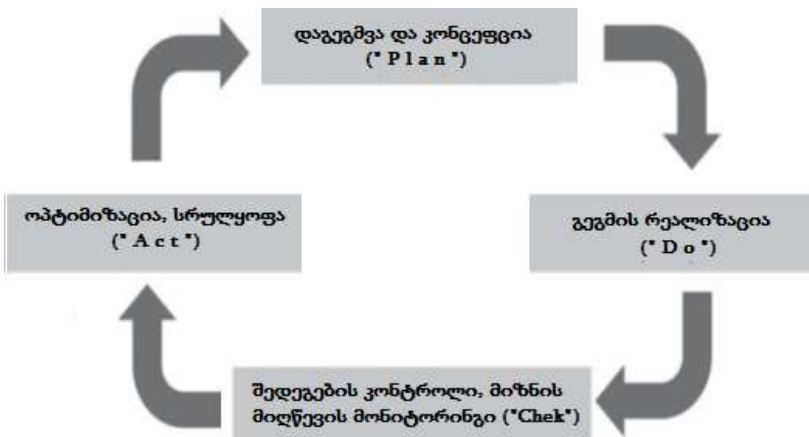 დაგეგმვა და კონცეფცია
("Plan")
ოპტიმიზაცია, სრულყოფა
("Act")
გეგმის რეალიზაცია
("Do")
შედეგების კონტროლი, მიზნის
მიღწევის მონიტორინგი ("Chek")